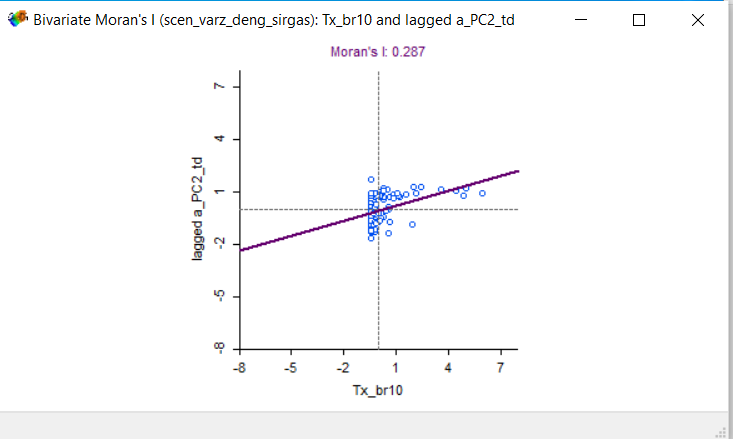 Bivariate Moran's I (scen_varz_deng_sirgas): Tx_br10 and lagged a_PC2_td
Moran's I: 0.287
7
4
1
-2
-5
-8
lagged a_PC2_td
-8 -5 -2 1 4 7
Tx_br10